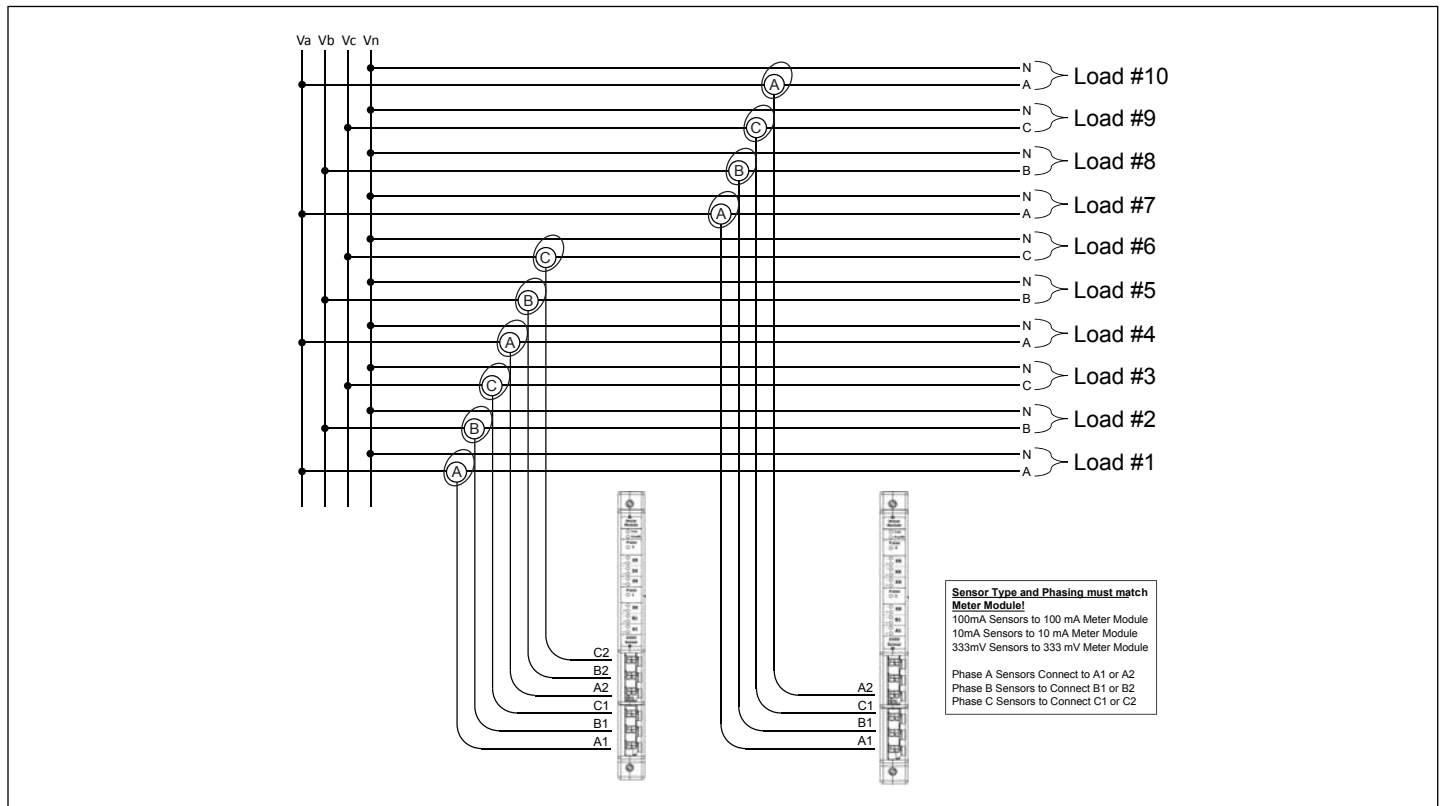 Va Vb Vc Vn
N
A
A
Load #10
N
C
C
Load #9
N
B
B
Load #8
N
A
A
Load #7
N
C
C
Load #6
N
B
B
Load #5
N
A
A
Load #4
N
C
C
Load #3
N
B
B
Load #2
N
A
A
Load #1
C2
B2
A2
C1
B1
A1
A2
C1
B1
A1
Sensor Type and Phasing must match
Meter Module!
100mA Sensors to 100 mA Meter Module
10mA Sensors to 10 mA Meter Module
333mV Sensors to 333 mV Meter Module
Phase A Sensors Connect to A1 or A2
Phase B Sensors to Connect B1 or B2
Phase C Sensors to Connect C1 or C2